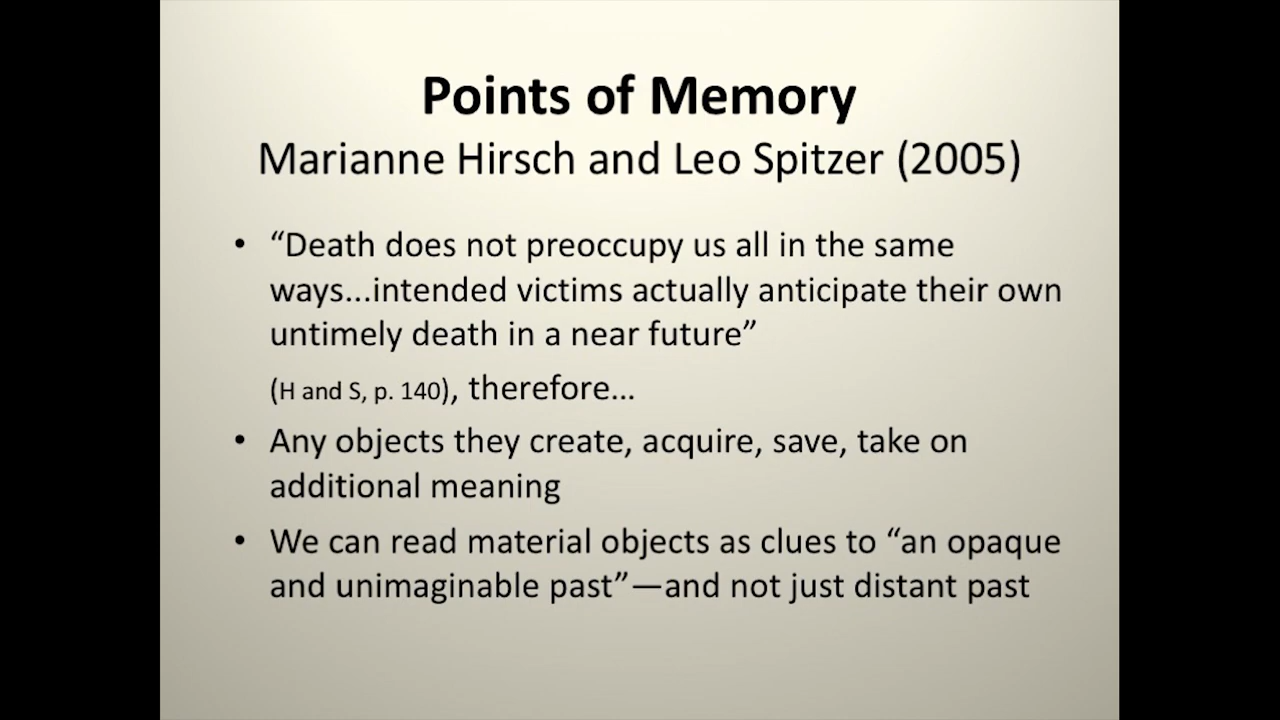 Points of Memory
Marianne Hirsch and Leo Spitzer (2005)
• “Death does not preoccupy us all in the same
ways...intended victims actually anticipate their own
untimely death in a near future”
(H and S, p. 140), therefore...
• Any objects they create, acquire, save, take on
additional meaning
• We can read material objects as clues to “an opaque
and unimaginable past”—and not just distant past